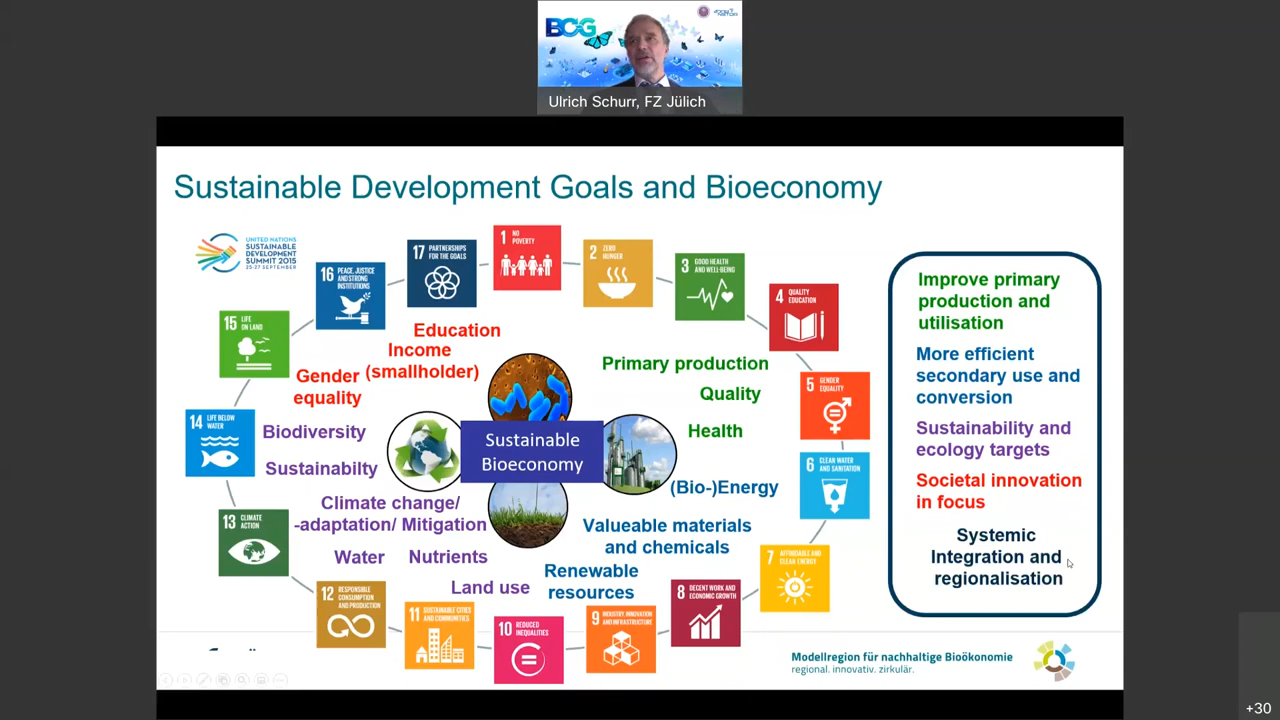 BCG
Ulrich Schurr, FZ Jülich
Sustainable Development Goals and Bioeconomy
UNITED NATIONS
SUSTAINABLE
DEVELOPMENT
SUMMIT 2015
25-27 SEPTEMBER
1 NO
POVERTY
2 ZERO
HUNGER
3 GOOD HEALTH
AND WELL-BEING
4 QUALITY
EDUCATION
5 GENDER
EQUALITY
6 CLEAN WATER
AND SANITATION
7 AFFORDABLE AND
CLEAN ENERGY
8 DECENT WORK AND
ECONOMIC GROWTH
9 INDUSTRY, INNOVATION
AND INFRASTRUCTURE
10 REDUCED
INEQUALITIES
11 SUSTAINABLE CITIES
AND COMMUNITIES
12 RESPONSIBLE
CONSUMPTION
AND PRODUCTION
13 CLIMATE
ACTION
14 LIFE BELOW
WATER
15 LIFE
ON LAND
16 PEACE, JUSTICE
AND STRONG
INSTITUTIONS
17 PARTNERSHIPS
FOR THE GOALS
Education
Income
(smallholder)
Gender
equality
Biodiversity
Sustainabilty
Climate change/
-adaptation/ Mitigation
Water
Nutrients
Land use
Sustainable
Bioeconomy
Primary production
Quality
Health
(Bio-)Energy
Valueable materials
and chemicals
Renewable
resources
Improve primary
production and
utilisation
More efficient
secondary use and
conversion
Sustainability and
ecology targets
Societal innovation
in focus
Systemic
Integration and
regionalisation
Modellregion für nachhaltige Bioökonomie
regional. innovativ. zirkulär.
+30